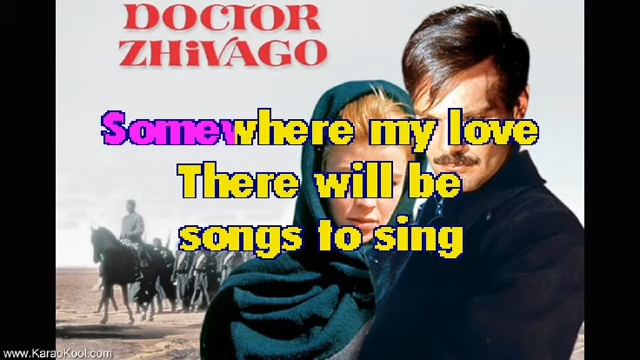 DOCTOR
ZHiVAGO
Somewhere my love
There will be
songs to sing
www.KaraoKool.com